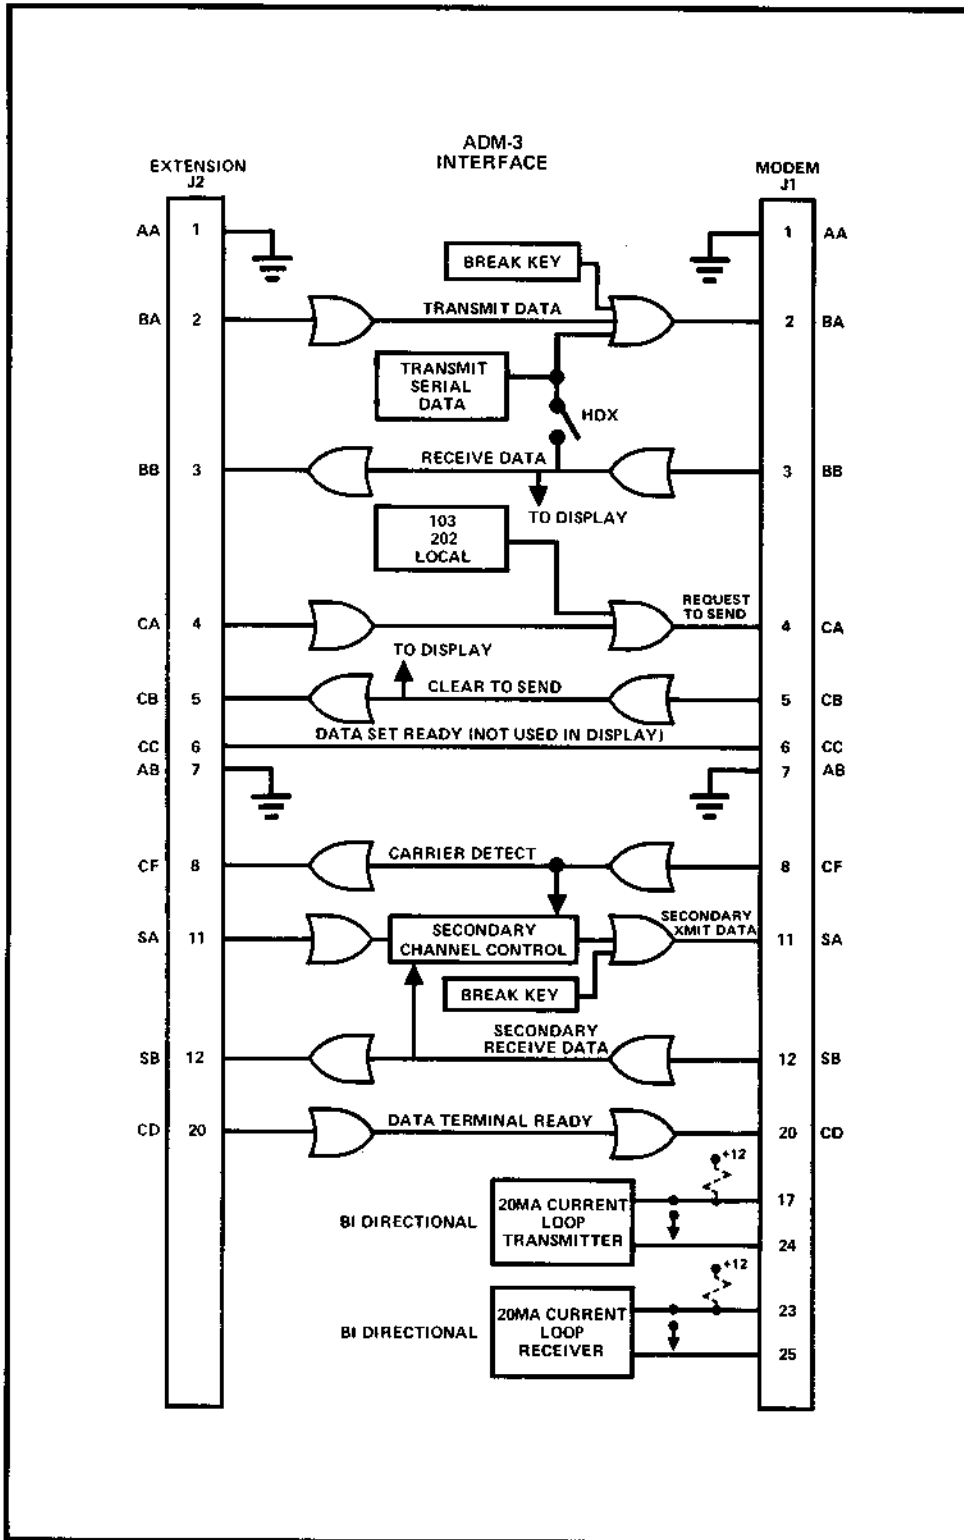 ADM-3
INTERFACE
EXTENSION
J2
MODEM
J1
AA 1
1 AA
BREAK KEY
BA 2
TRANSMIT DATA
2 BA
TRANSMIT
SERIAL
DATA
HDX
BB 3
RECEIVE DATA
3 BB
TO DISPLAY
103
202
LOCAL
REQUEST
TO SEND
CA 4
4 CA
TO DISPLAY
CB 5
CLEAR TO SEND
5 CB
DATA SET READY (NOT USED IN DISPLAY)
CC 6
6 CC
AB 7
7 AB
CF 8
CARRIER DETECT
8 CF
SECONDARY
XMIT DATA
SA 11
SECONDARY
CHANNEL CONTROL
11 SA
BREAK KEY
SECONDARY
RECEIVE DATA
SB 12
12 SB
CD 20
DATA TERMINAL READY
20 CD
+12
BI DIRECTIONAL
20MA CURRENT
LOOP
TRANSMITTER
17
24
+12
BI DIRECTIONAL
20MA CURRENT
LOOP
RECEIVER
23
25